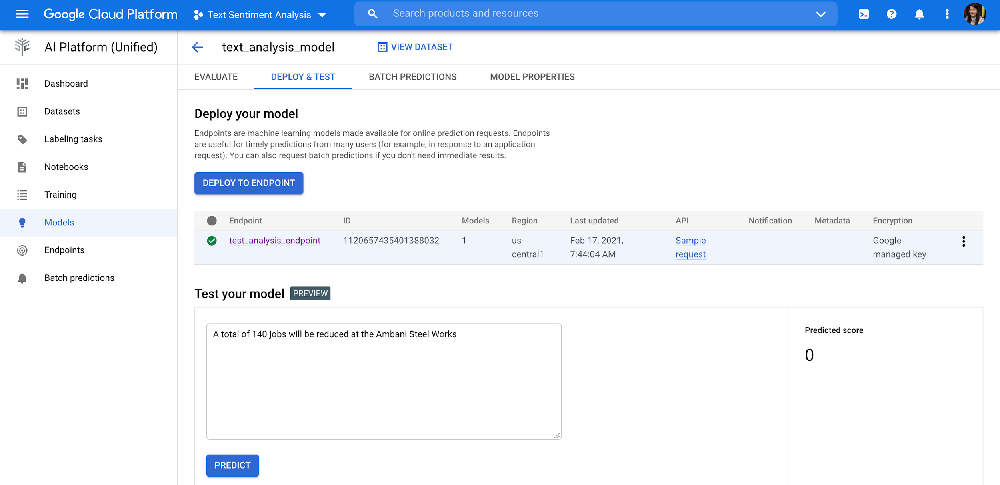 Google Cloud Platform
Text Sentiment Analysis
Search products and resources
AI Platform (Unified)
text_analysis_model
VIEW DATASET
Dashboard
Datasets
Labeling tasks
Notebooks
Training
Models
Endpoints
Batch predictions
EVALUATE
DEPLOY & TEST
BATCH PREDICTIONS
MODEL PROPERTIES
Deploy your model
Endpoints are machine learning models made available for online prediction requests. Endpoints
are useful for timely predictions from many users (for example, in response to an application
request). You can also request batch predictions if you don't need immediate results.
DEPLOY TO ENDPOINT
Endpoint ID Models Region Last updated API Notification Metadata Encryption
test_analysis_endpoint 1120657435401388032 1 us- Feb 17, 2021, Sample Google-
central1 7:44:04 AM request managed key
Test your model PREVIEW
A total of 140 jobs will be reduced at the Ambani Steel Works
PREDICT
Predicted score
0